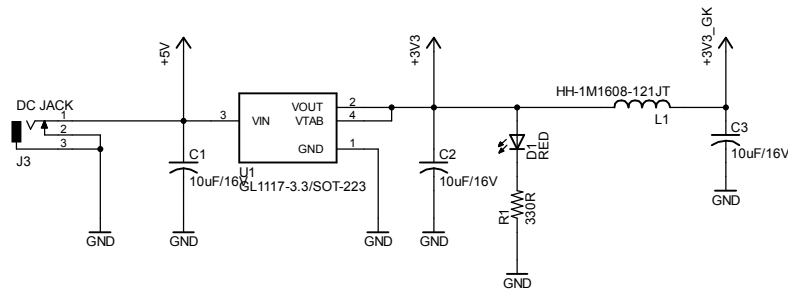 +5V
+3V3
+3V3_GK
DC JACK
1
2
3
J3
3
VIN
VOUT
VTAB
GND
2
4
1
U1
GL1117-3.3/SOT-223
C1
10uF/16V
C2
10uF/16V
D1
RED
R1
330R
HH-1M1608-121JT
L1
C3
10uF/16V
GND
GND
GND
GND
GND
GND